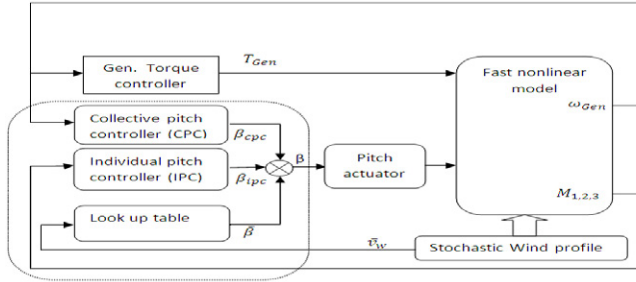 Gen. Torque
controller
T_Gen
Fast nonlinear
model
ω_Gen
Collective pitch
controller (CPC)
β_cpc
Individual pitch
controller (IPC)
β_ipc
β
Pitch
actuator
M_1,2,3
Look up table
β̄
v̄_w
Stochastic Wind profile